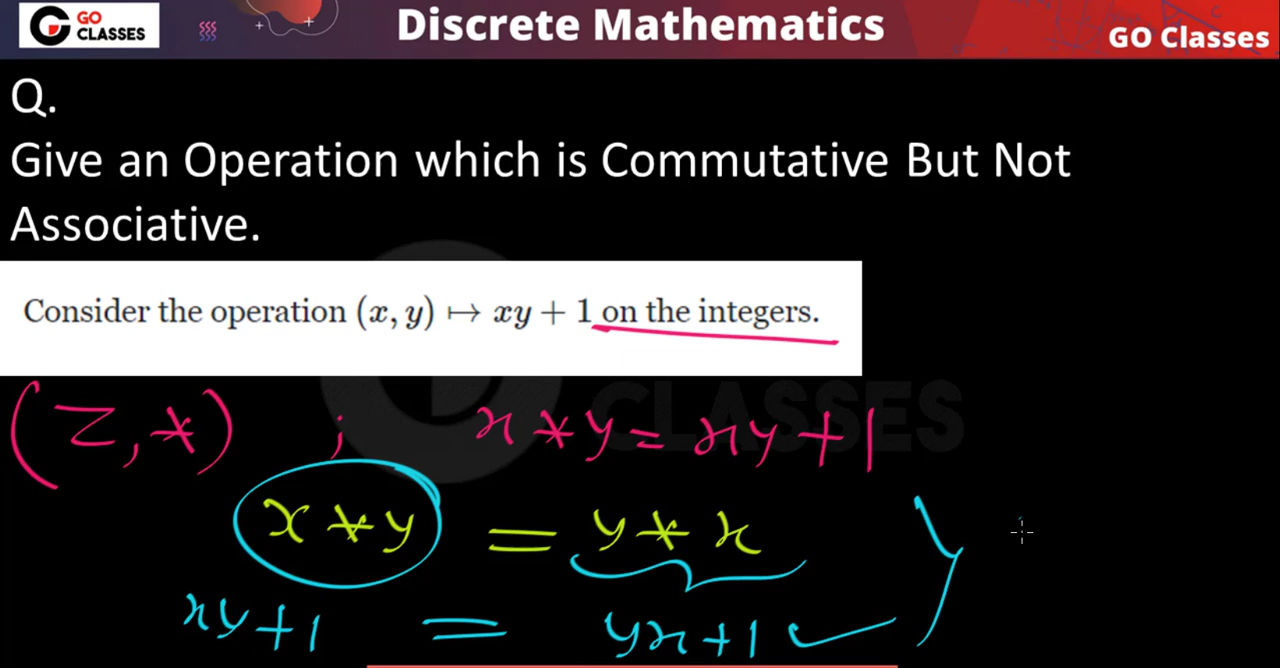 GO
CLASSES
Discrete Mathematics
GO Classes
Q.
Give an Operation which is Commutative But Not
Associative.
Consider the operation (x, y) ↦ xy + 1 on the integers.
CLASSES
(Z, *) ; x * y = xy + 1
x * y = y * x
xy + 1 = yx + 1 ✓